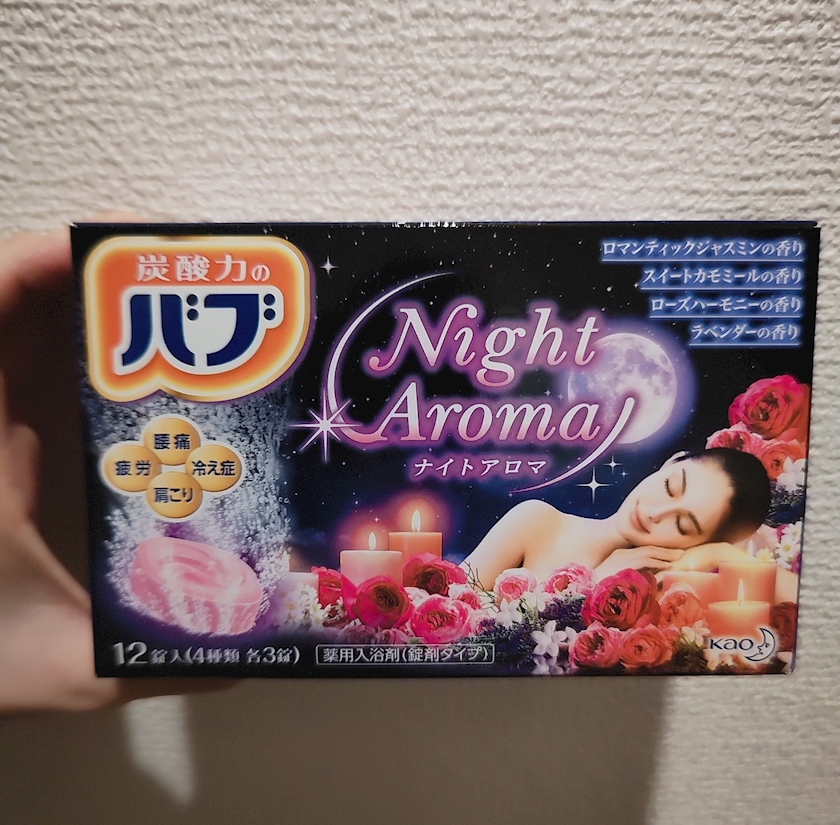 炭酸力の
バブ
Night
Aroma
ナイトアロマ
ロマンティックジャスミンの香り
スイートカモミールの香り
ローズハーモニーの香り
ラベンダーの香り
腰痛
疲労
冷え症
肩こり
12錠入(4種類 各3錠)
薬用入浴剤(錠剤タイプ)
Kao